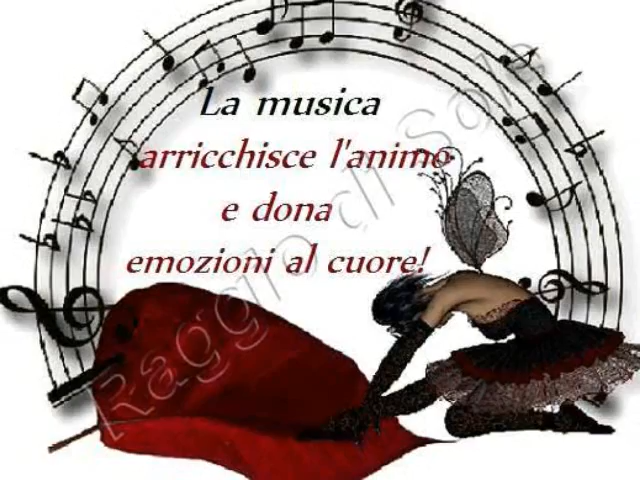 La musica
arricchisce l'animo
e dona
emozioni al cuore!
Raggio di Sole